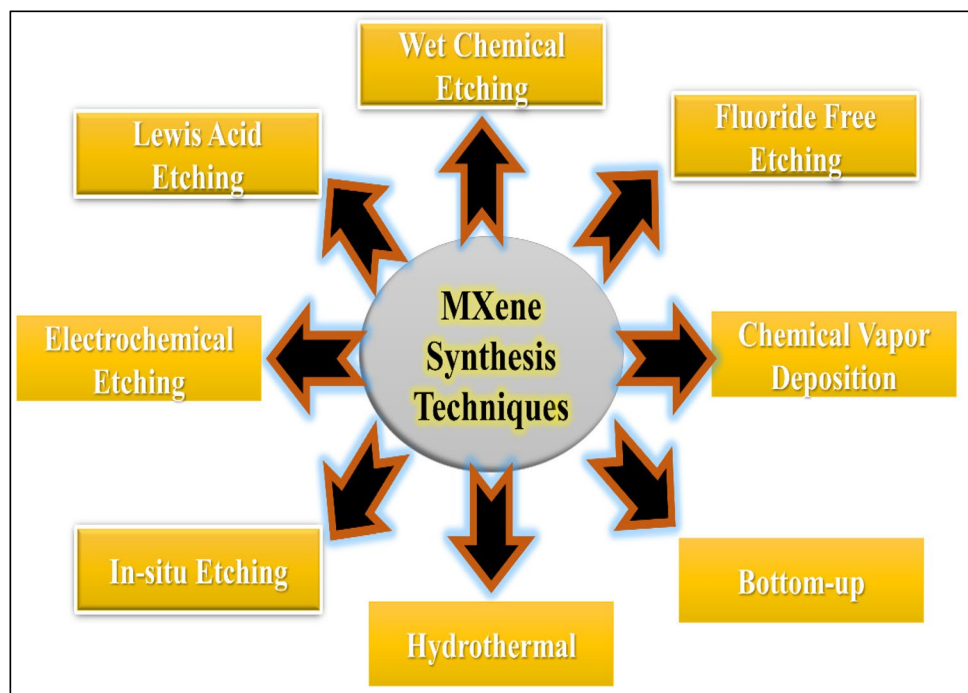 Wet Chemical
Etching
Lewis Acid
Etching
Fluoride Free
Etching
Electrochemical
Etching
MXene
Synthesis
Techniques
Chemical Vapor
Deposition
In-situ Etching
Bottom-up
Hydrothermal